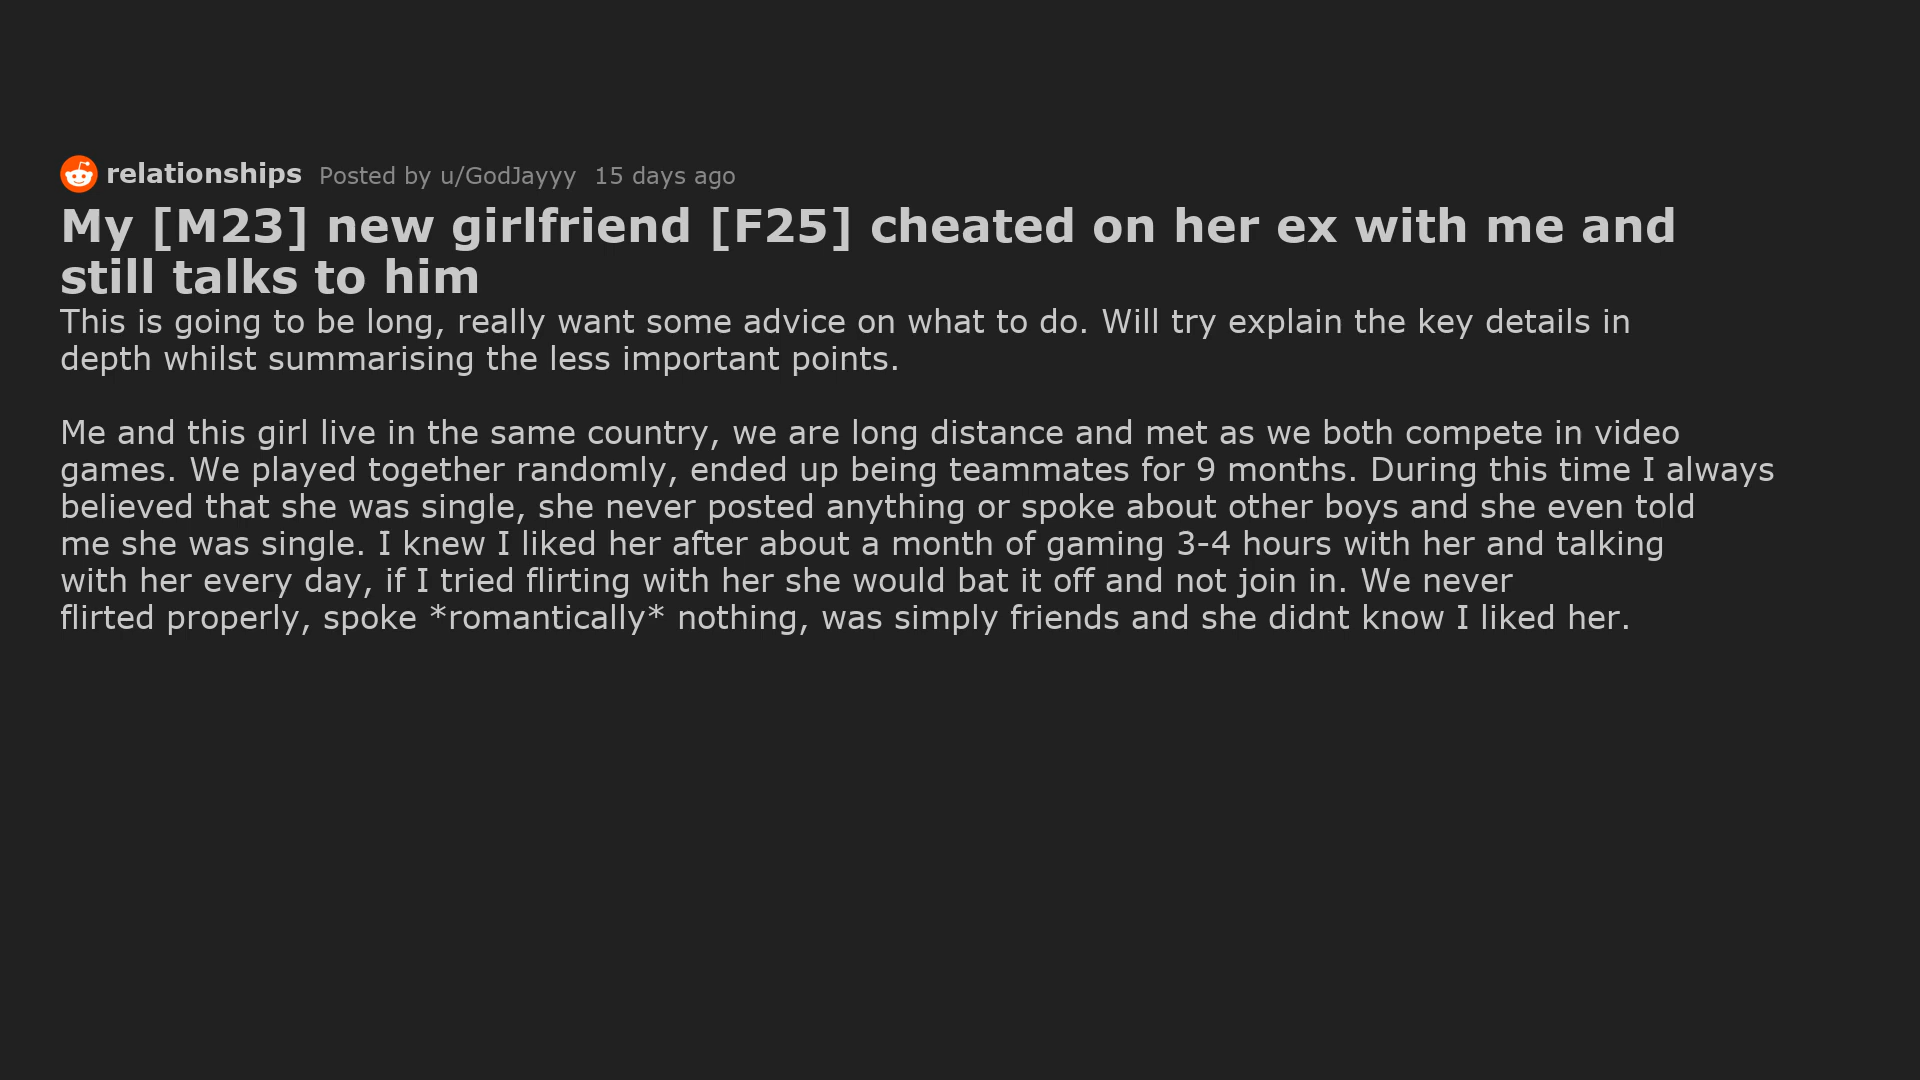 relationships Posted by u/GodJayyy 15 days ago
My [M23] new girlfriend [F25] cheated on her ex with me and
still talks to him
This is going to be long, really want some advice on what to do. Will try explain the key details in
depth whilst summarising the less important points.
Me and this girl live in the same country, we are long distance and met as we both compete in video
games. We played together randomly, ended up being teammates for 9 months. During this time I always
believed that she was single, she never posted anything or spoke about other boys and she even told
me she was single. I knew I liked her after about a month of gaming 3-4 hours with her and talking
with her every day, if I tried flirting with her she would bat it off and not join in. We never
flirted properly, spoke *romantically* nothing, was simply friends and she didnt know I liked her.